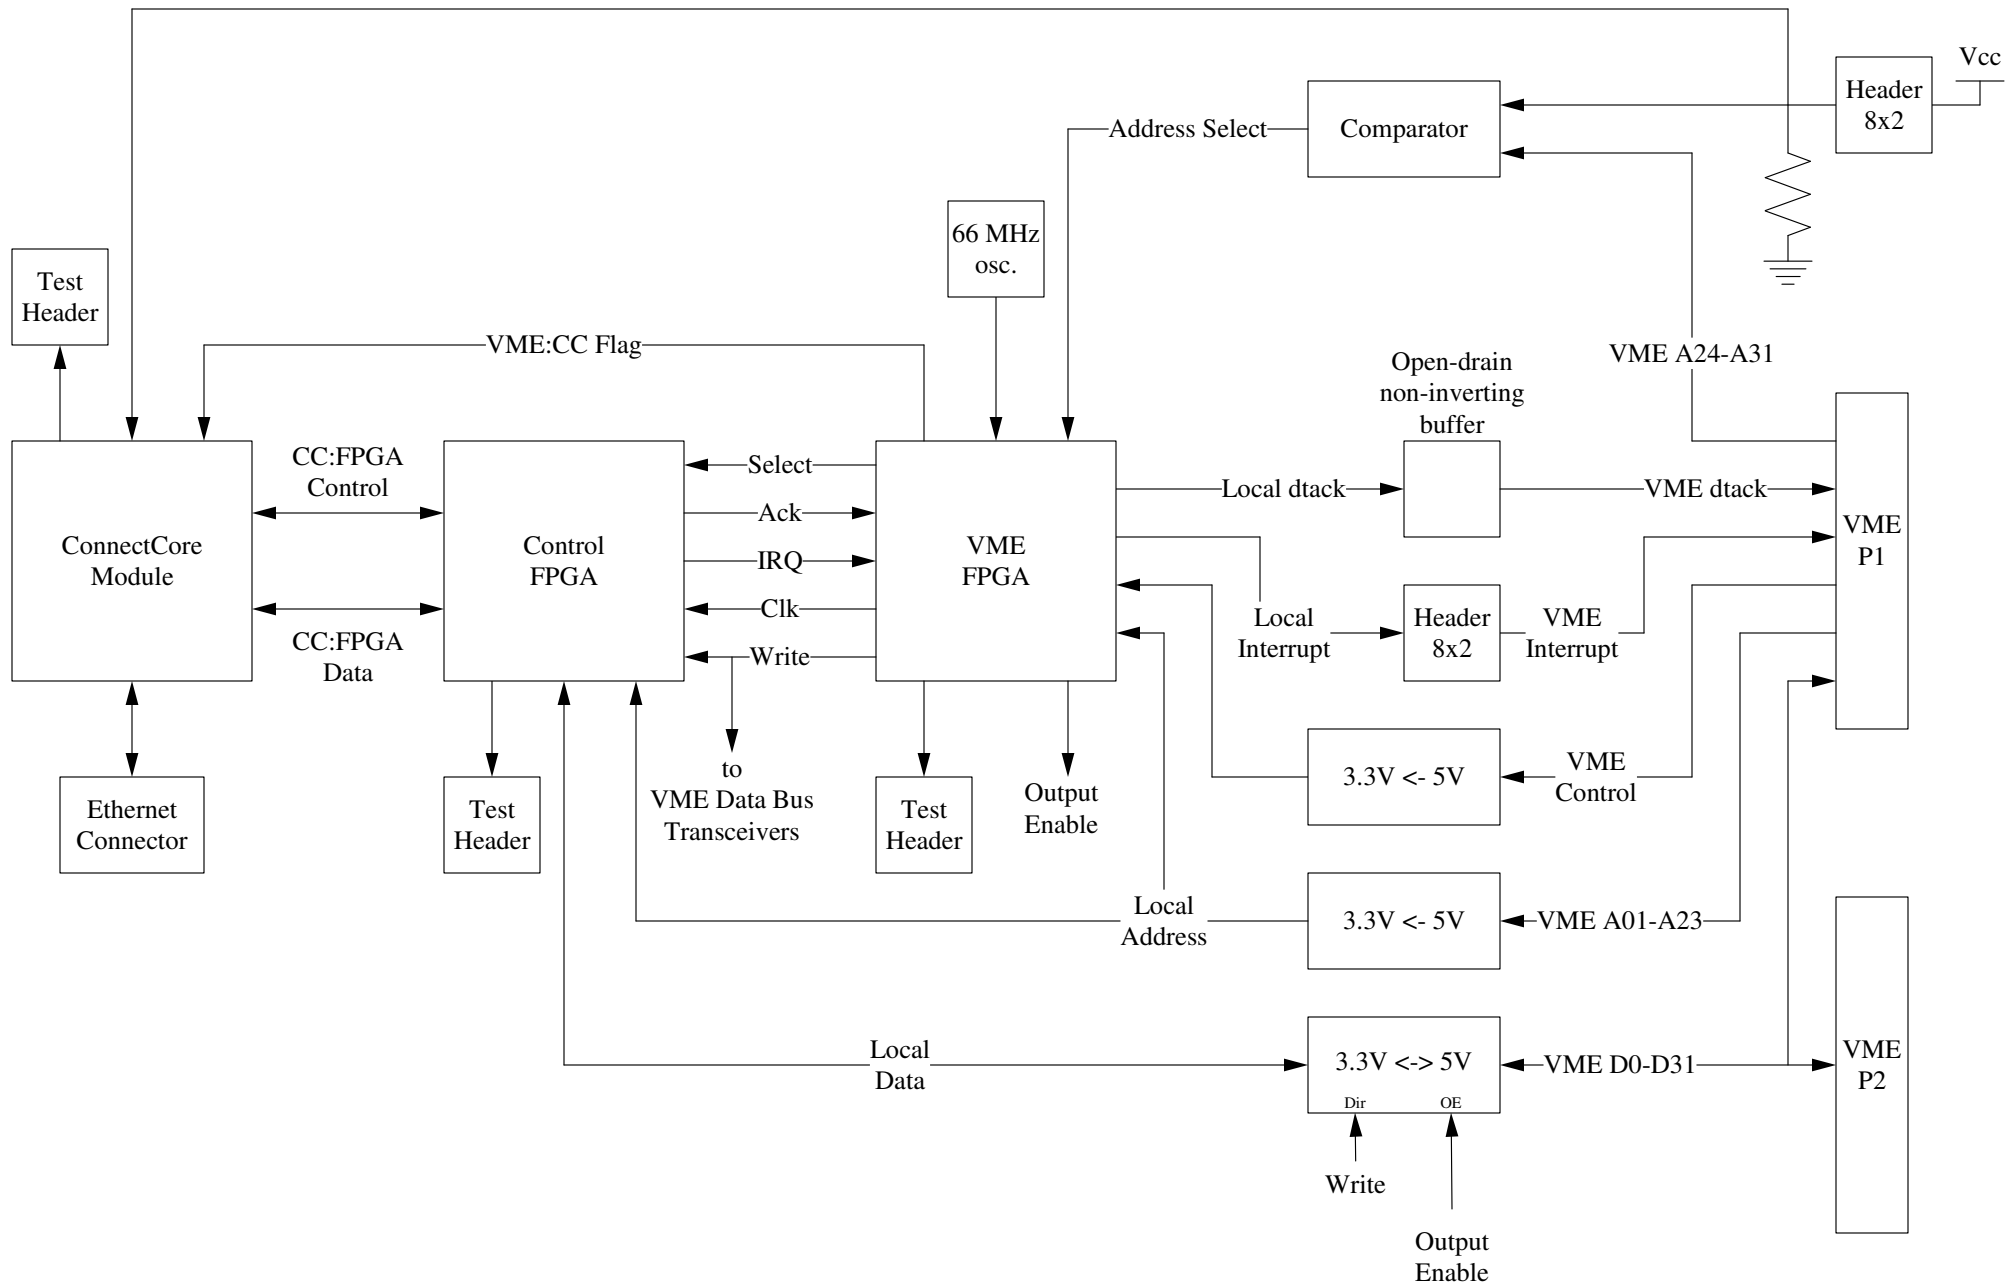 Vcc
Header
8x2
Address Select
Comparator
66 MHz
osc.
Test
Header
VME:CC Flag
VME A24-A31
Open-drain
non-inverting
buffer
CC:FPGA
Control
Select
Local dtack
VME dtack
Ack
ConnectCore
Module
Control
FPGA
IRQ
VME
FPGA
VME
P1
Clk
Local
Interrupt
Header
8x2
VME
Interrupt
CC:FPGA
Data
Write
to
VME Data Bus
Transceivers
3.3V <- 5V
VME
Control
Ethernet
Connector
Test
Header
Test
Header
Output
Enable
Local
Address
3.3V <- 5V
VME A01-A23
Local
Data
3.3V <-> 5V
VME D0-D31
VME
P2
Dir
OE
Write
Output
Enable